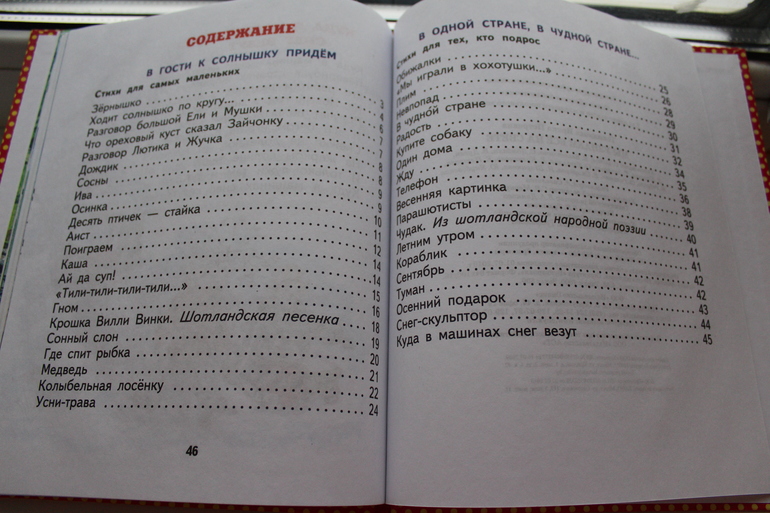 СОДЕРЖАНИЕ
В ГОСТИ К СОЛНЫШКУ ПРИДЁМ
Стихи для самых маленьких
Зёрнышко 3
Ходит солнышко по кругу... 4
Разговор большой Ели и Мушки 6
Что ореховый куст сказал Зайчонку 7
Разговор Лютика и Жучка 7
Дождик 8
Сосны 8
Ива 9
Осинка 9
Десять птичек — стайка 10
Аист 11
Поиграем 12
Каша 14
Ай да суп! 14
«Тили-тили-тили-тили...» 15
Гном 16
Крошка Вилли Винки. Шотландская песенка 18
Сонный слон 19
Где спит рыбка 20
Медведь 21
Колыбельная лосёнку 22
Усни-трава 24
46
В ОДНОЙ СТРАНЕ, В ЧУДНОЙ СТРАНЕ...
Стихи для тех, кто подрос
Обижалки 25
«Мы играли в хохотушки...» 26
Плим 28
Невпопад 29
В чудно́й стране 30
Радость 31
Купите собаку 32
Один дома 34
Жду 35
Телефон 36
Весенняя картинка 38
Парашютисты 39
Чудак. Из шотландской народной поэзии 40
Летним утром 41
Кораблик 41
Сентябрь 42
Туман 42
Осенний подарок 43
Снег-скульптор 44
Куда в машинах снег везут 45